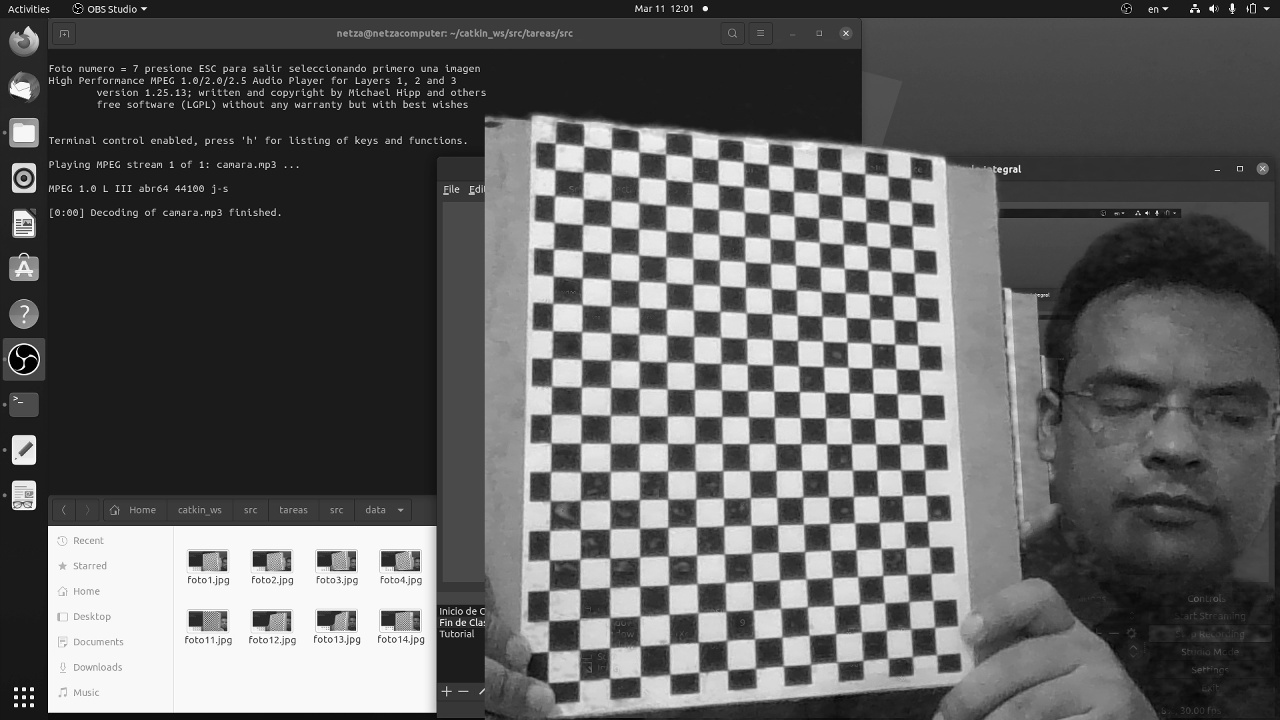 Activities
OBS Studio
Mar 11 12:01
en
netza@netzacomputer: ~/catkin_ws/src/tareas/src
Foto numero = 7 presione ESC para salir seleccionando primero una imagen
High Performance MPEG 1.0/2.0/2.5 Audio Player for Layers 1, 2 and 3
version 1.25.13; written and copyright by Michael Hipp and others
free software (LGPL) without any warranty but with best wishes
Terminal control enabled, press 'h' for listing of keys and functions.
Playing MPEG stream 1 of 1: camara.mp3 ...
MPEG 1.0 L III abr64 44100 j-s
[0:00] Decoding of camara.mp3 finished.
File Edi
Home catkin_ws src tareas src data
Recent
Starred
Home
Desktop
Documents
Downloads
Music
foto1.jpg foto2.jpg foto3.jpg foto4.jpg
foto11.jpg foto12.jpg foto13.jpg foto14.jpg
Inicio de C
Fin de Clas
Tutorial
Controls
Start Streaming
Studio Mode
Settings
Exit
30.00 fps